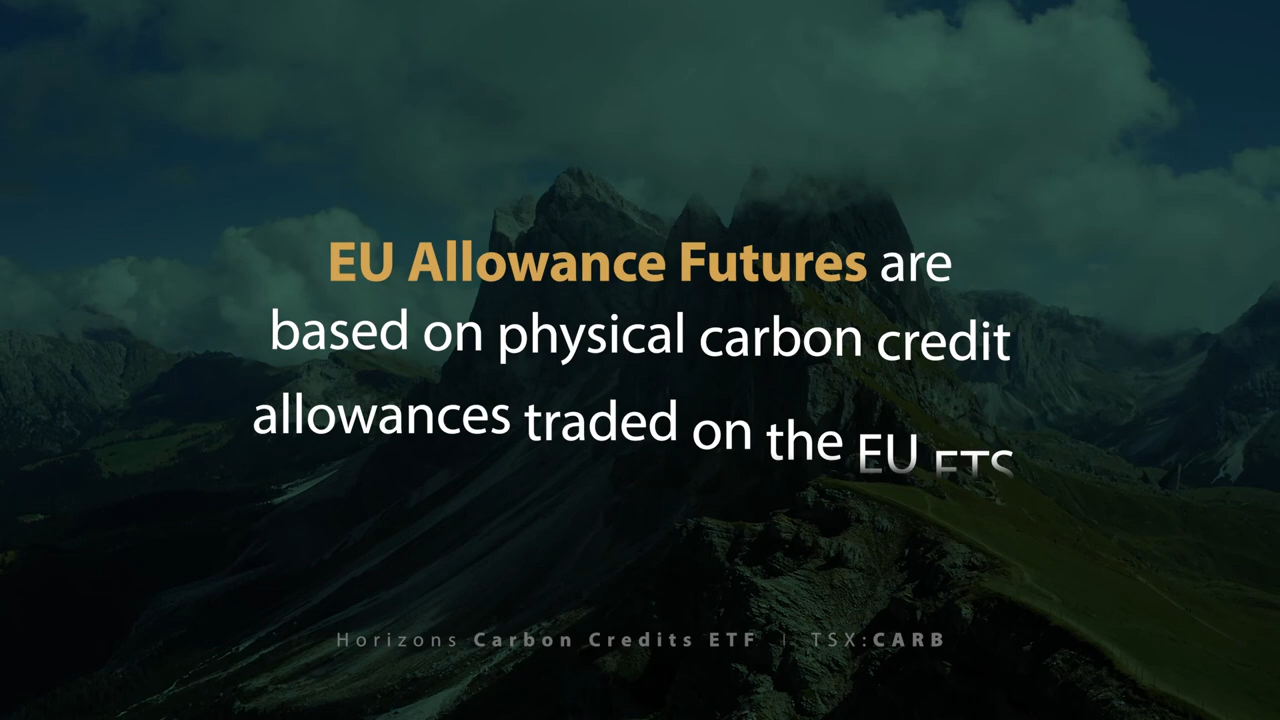 EU Allowance Futures are
based on physical carbon credit
allowances traded on the EU ETS
Horizons Carbon Credits ETF | TSX:CARB